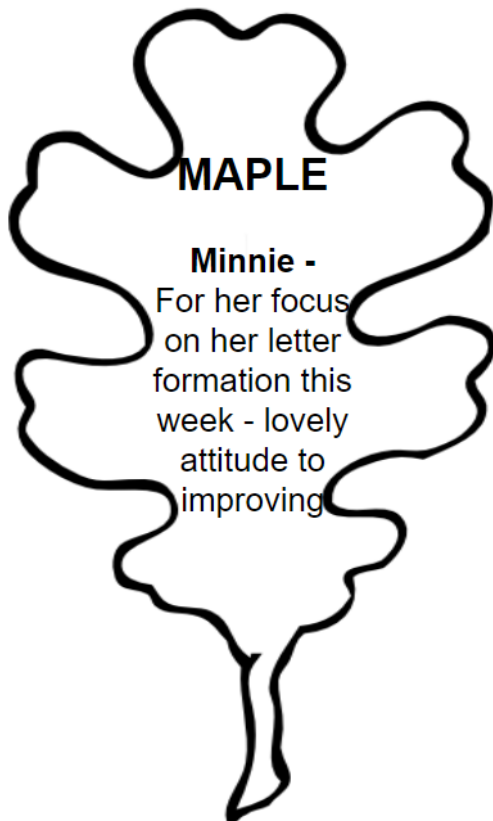 MAPLE
Minnie -
For her focus
on her letter
formation this
week - lovely
attitude to
improving